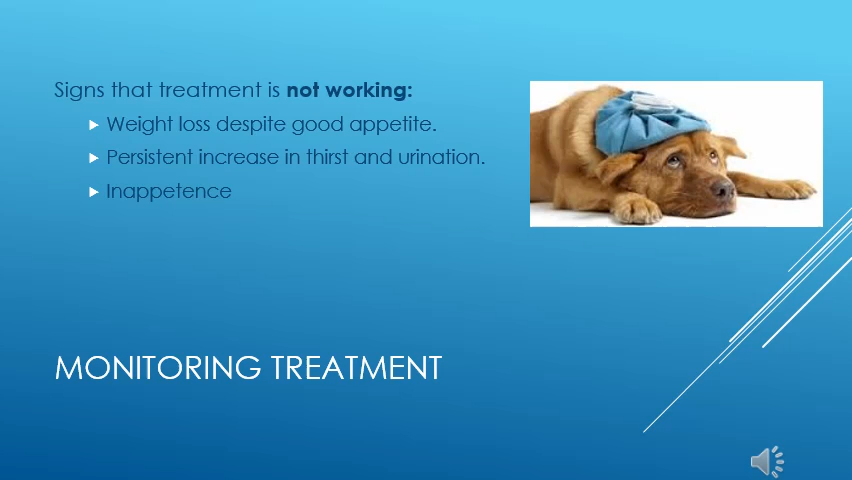 Signs that treatment is not working:
Weight loss despite good appetite.
Persistent increase in thirst and urination.
Inappetence
MONITORING TREATMENT